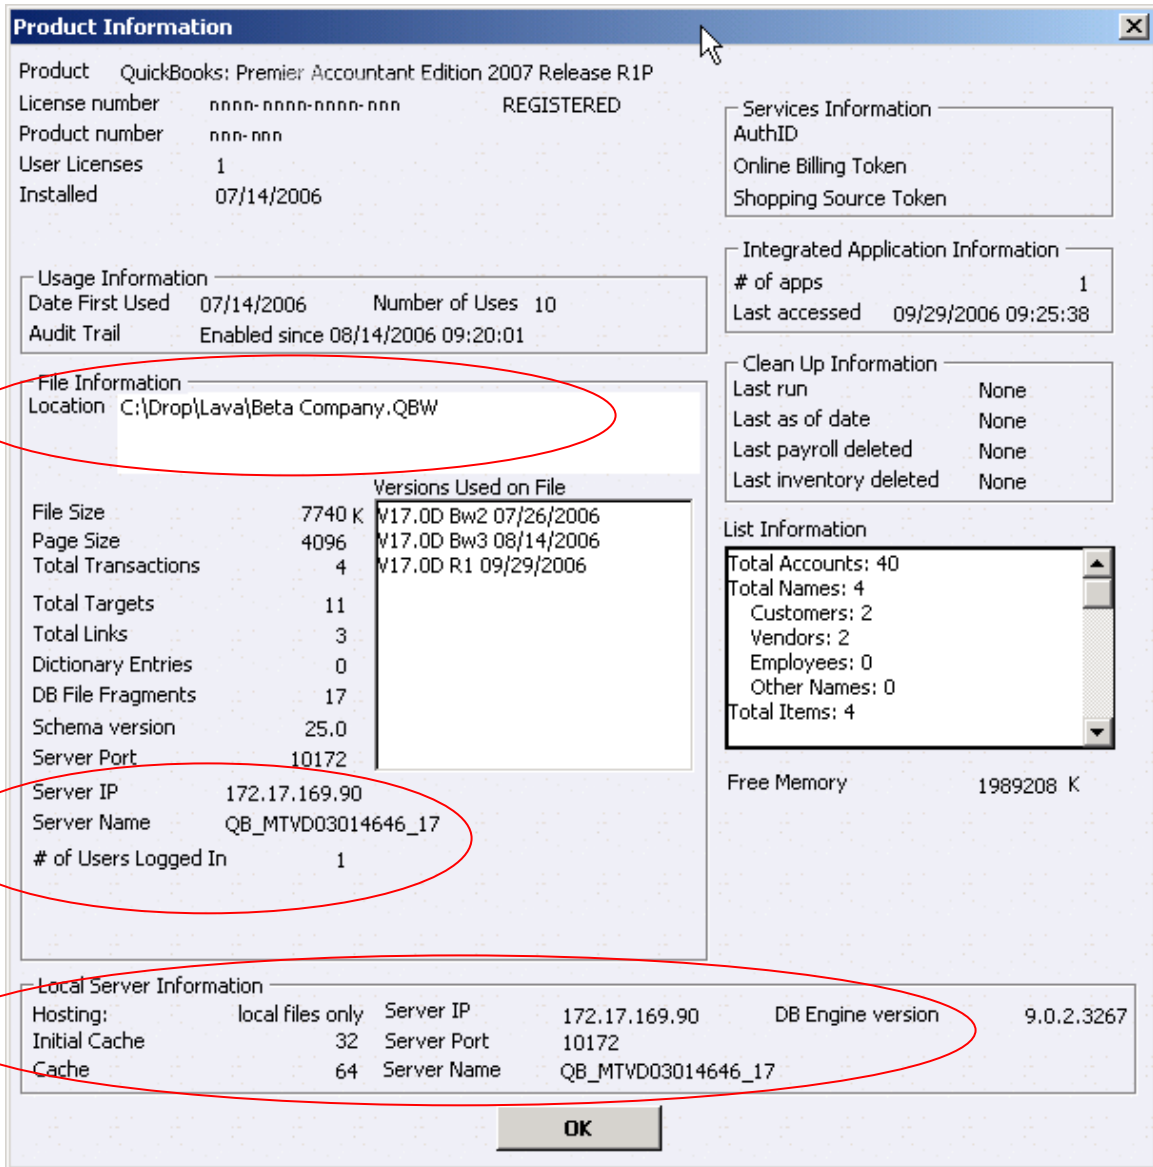 Product Information
Product QuickBooks: Premier Accountant Edition 2007 Release R1P
License number nnnn-nnnn-nnnn-nnn REGISTERED
Product number nnn-nnn
User Licenses 1
Installed 07/14/2006
Services Information
AuthID
Online Billing Token
Shopping Source Token
Usage Information
Date First Used 07/14/2006 Number of Uses 10
Audit Trail Enabled since 08/14/2006 09:20:01
Integrated Application Information
# of apps 1
Last accessed 09/29/2006 09:25:38
File Information
Location C:\Drop\Lava\Beta Company.QBW
Clean Up Information
Last run None
Last as of date None
Last payroll deleted None
Last inventory deleted None
File Size 7740 K
Page Size 4096
Total Transactions 4
Total Targets 11
Total Links 3
Dictionary Entries 0
DB File Fragments 17
Schema version 25.0
Server Port 10172
Server IP 172.17.169.90
Server Name QB_MTVD03014646_17
# of Users Logged In 1
Versions Used on File
V17.0D Bw2 07/26/2006
V17.0D Bw3 08/14/2006
V17.0D R1 09/29/2006
List Information
Total Accounts: 40
Total Names: 4
Customers: 2
Vendors: 2
Employees: 0
Other Names: 0
Total Items: 4
Free Memory 1989208 K
Local Server Information
Hosting: local files only Server IP 172.17.169.90 DB Engine version 9.0.2.3267
Initial Cache 32 Server Port 10172
Cache 64 Server Name QB_MTVD03014646_17
OK